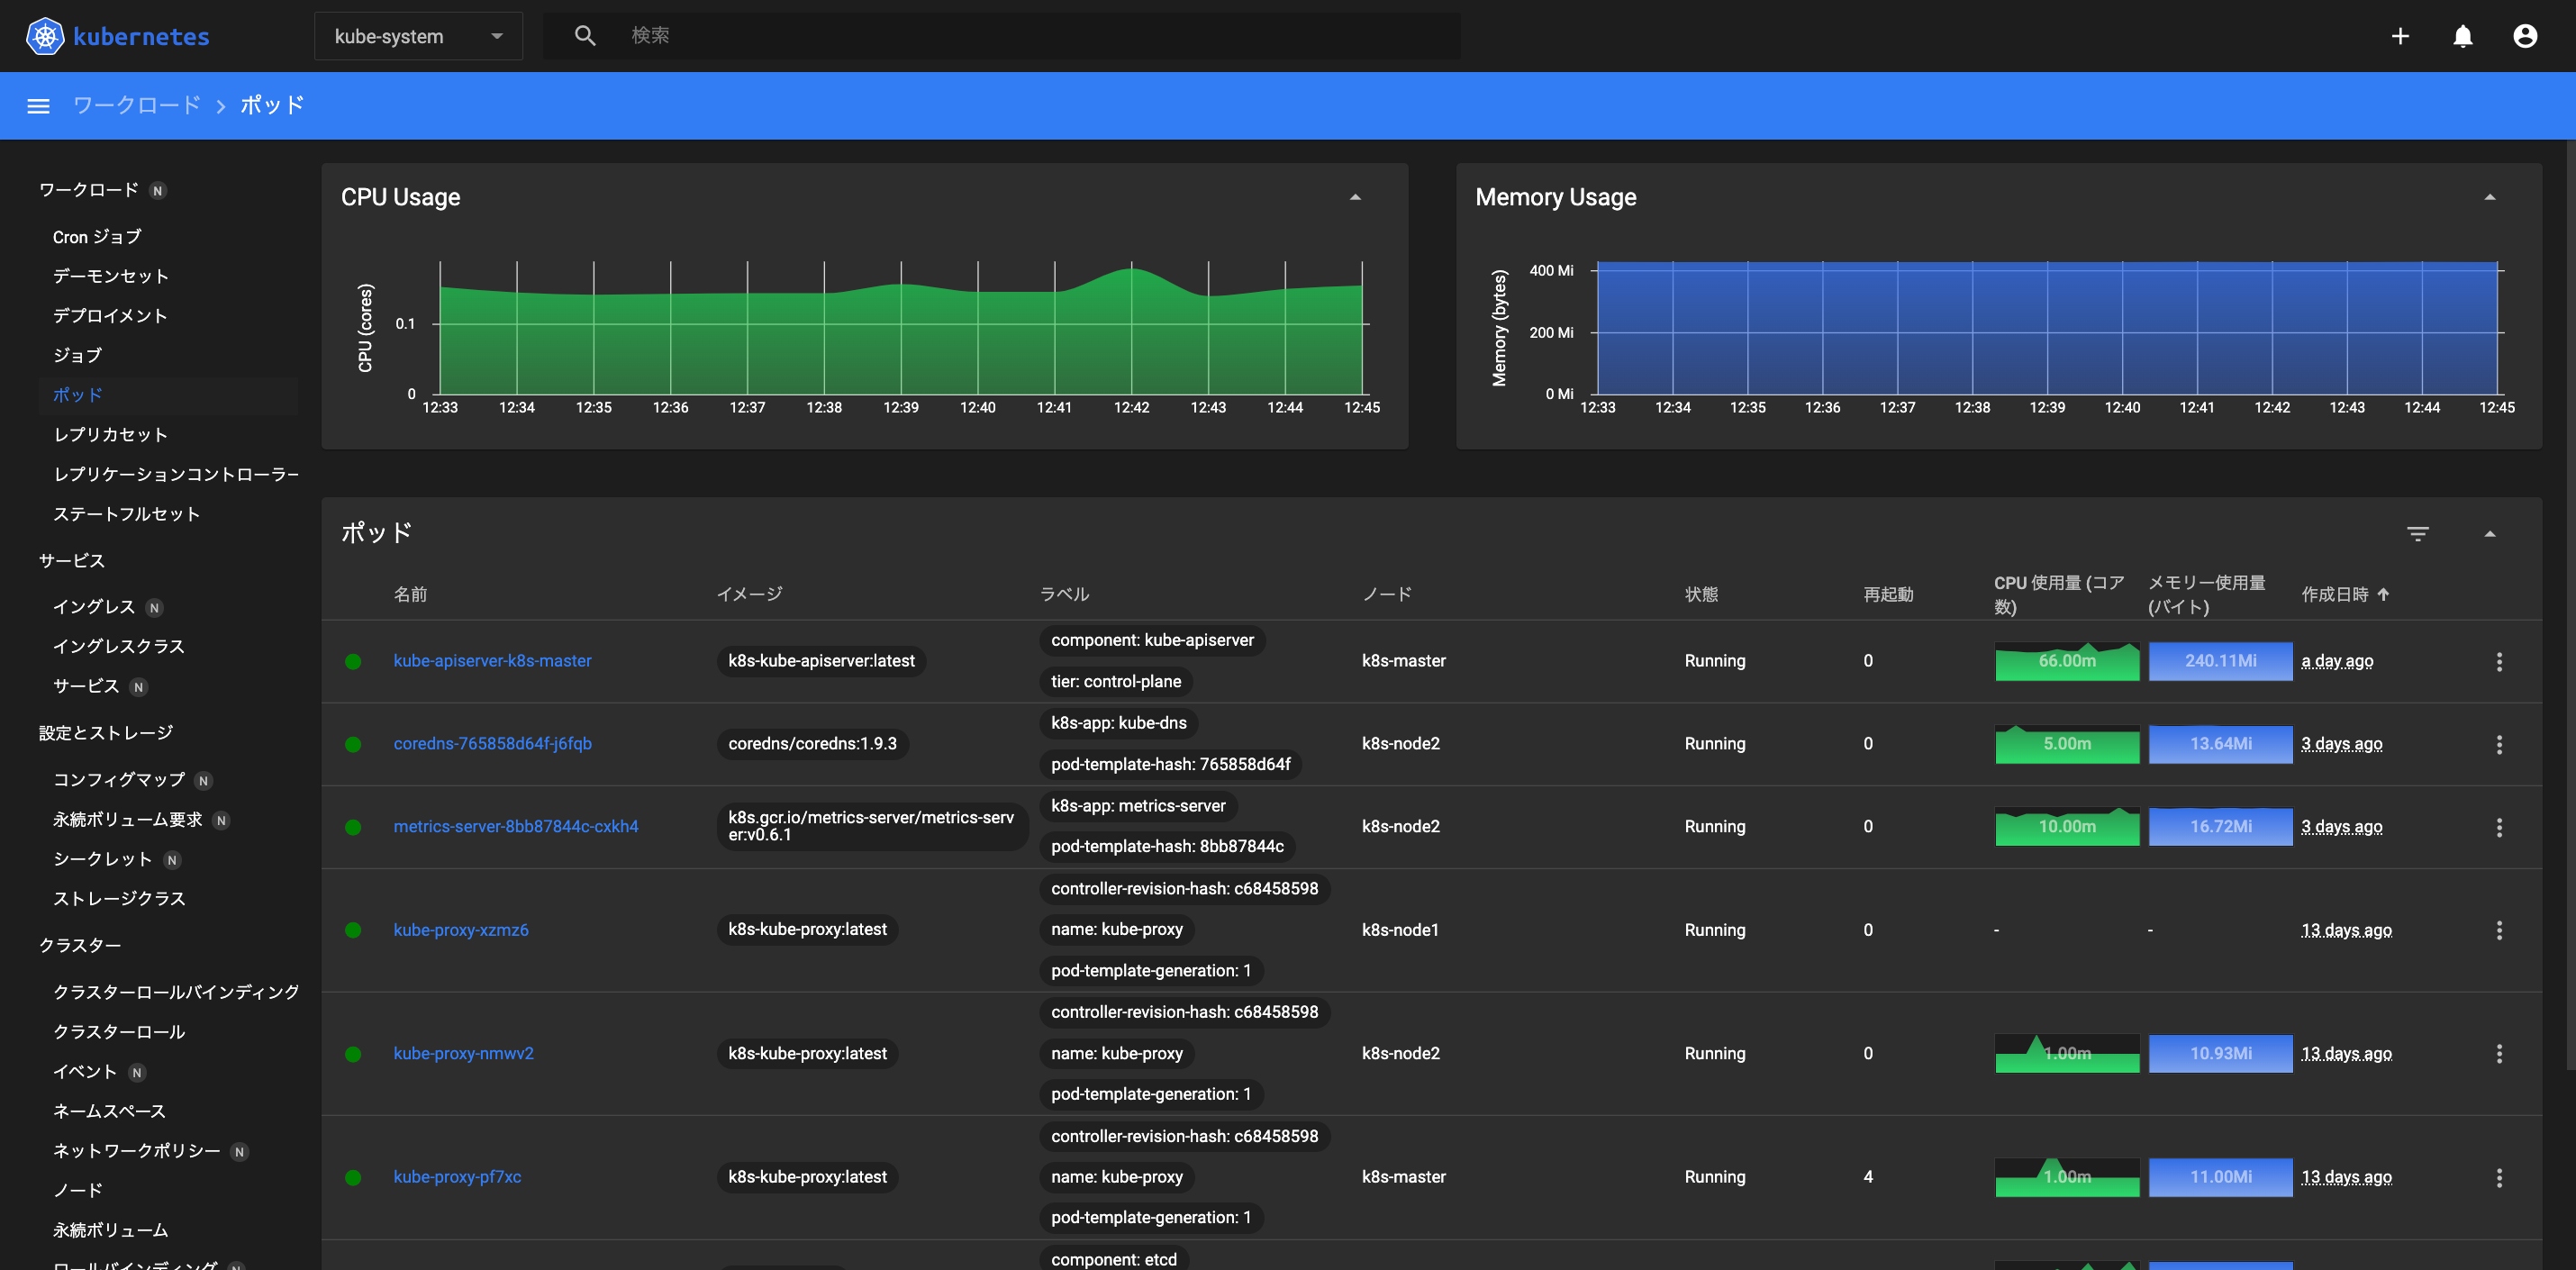 kubernetes
kube-system
検索
ワークロード › ポッド
ワークロード N
Cron ジョブ
デーモンセット
デプロイメント
ジョブ
ポッド
レプリカセット
レプリケーションコントローラー
ステートフルセット
サービス
イングレス N
イングレスクラス
サービス N
設定とストレージ
コンフィグマップ N
永続ボリューム要求 N
シークレット N
ストレージクラス
クラスター
クラスターロールバインディング
クラスターロール
イベント N
ネームスペース
ネットワークポリシー N
ノード
永続ボリューム
ロールバインディング N
CPU Usage
CPU (cores)
0.1
0
12:33 12:34 12:35 12:36 12:37 12:38 12:39 12:40 12:41 12:42 12:43 12:44 12:45
Memory Usage
Memory (bytes)
400 Mi
200 Mi
0 Mi
12:33 12:34 12:35 12:36 12:37 12:38 12:39 12:40 12:41 12:42 12:43 12:44 12:45
ポッド
名前 イメージ ラベル ノード 状態 再起動 CPU 使用量 (コア数) メモリー使用量 (バイト) 作成日時
kube-apiserver-k8s-master
k8s-kube-apiserver:latest
component: kube-apiserver
tier: control-plane
k8s-master
Running
0
66.00m
240.11Mi
a day ago
coredns-765858d64f-j6fqb
coredns/coredns:1.9.3
k8s-app: kube-dns
pod-template-hash: 765858d64f
k8s-node2
Running
0
5.00m
13.64Mi
3 days ago
metrics-server-8bb87844c-cxkh4
k8s.gcr.io/metrics-server/metrics-serv
er:v0.6.1
k8s-app: metrics-server
pod-template-hash: 8bb87844c
k8s-node2
Running
0
10.00m
16.72Mi
3 days ago
kube-proxy-xzmz6
k8s-kube-proxy:latest
controller-revision-hash: c68458598
name: kube-proxy
pod-template-generation: 1
k8s-node1
Running
0
-
-
13 days ago
kube-proxy-nmwv2
k8s-kube-proxy:latest
controller-revision-hash: c68458598
name: kube-proxy
pod-template-generation: 1
k8s-node2
Running
0
1.00m
10.93Mi
13 days ago
kube-proxy-pf7xc
k8s-kube-proxy:latest
controller-revision-hash: c68458598
name: kube-proxy
pod-template-generation: 1
k8s-master
Running
4
1.00m
11.00Mi
13 days ago
component: etcd